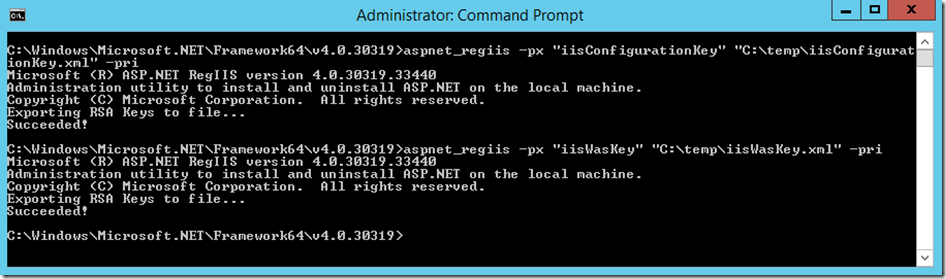 Administrator: Command Prompt
C:\Windows\Microsoft.NET\Framework64\v4.0.30319>aspnet_regiis -px "iisConfigurationKey" "C:\temp\iisConfigurat
ionKey.xml" -pri
Microsoft (R) ASP.NET RegIIS version 4.0.30319.33440
Administration utility to install and uninstall ASP.NET on the local machine.
Copyright (C) Microsoft Corporation.  All rights reserved.
Exporting RSA Keys to file...
Succeeded!
C:\Windows\Microsoft.NET\Framework64\v4.0.30319>aspnet_regiis -px "iisWasKey" "C:\temp\iisWasKey.xml" -pri
Microsoft (R) ASP.NET RegIIS version 4.0.30319.33440
Administration utility to install and uninstall ASP.NET on the local machine.
Copyright (C) Microsoft Corporation.  All rights reserved.
Exporting RSA Keys to file...
Succeeded!
C:\Windows\Microsoft.NET\Framework64\v4.0.30319>